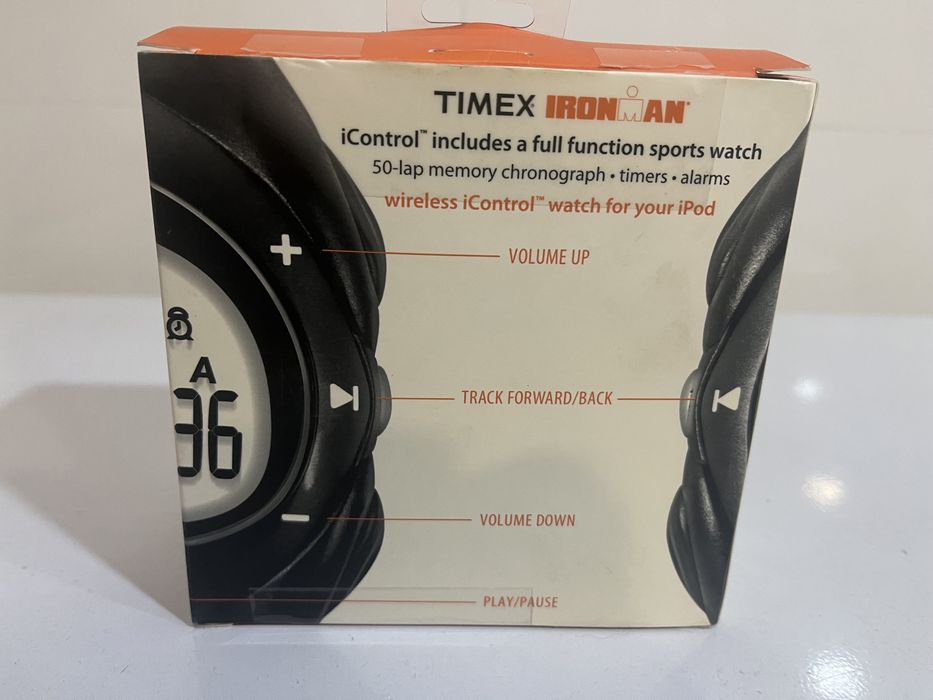 TIMEX IRONMAN®
iControl™ includes a full function sports watch
50-lap memory chronograph • timers • alarms
wireless iControl™ watch for your iPod
VOLUME UP
A
36
TRACK FORWARD/BACK
VOLUME DOWN
PLAY/PAUSE